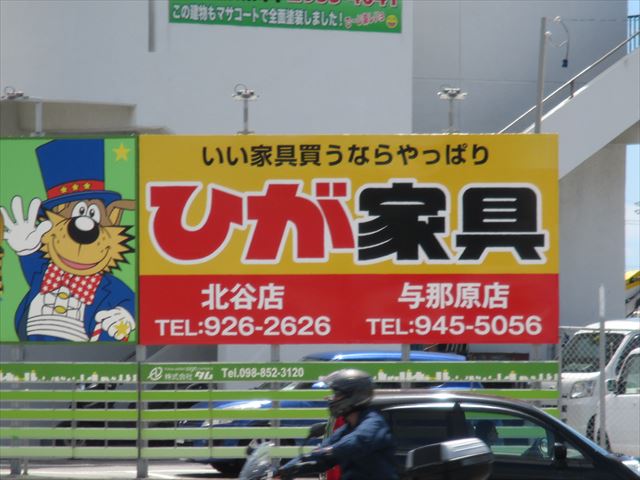 この建物もマサコートで全面塗装しました!
いい家具買うならやっぱり
ひが家具
北谷店
TEL:926-2626
与那原店
TEL:945-5056
株式会社タム Tel.098-852-3120